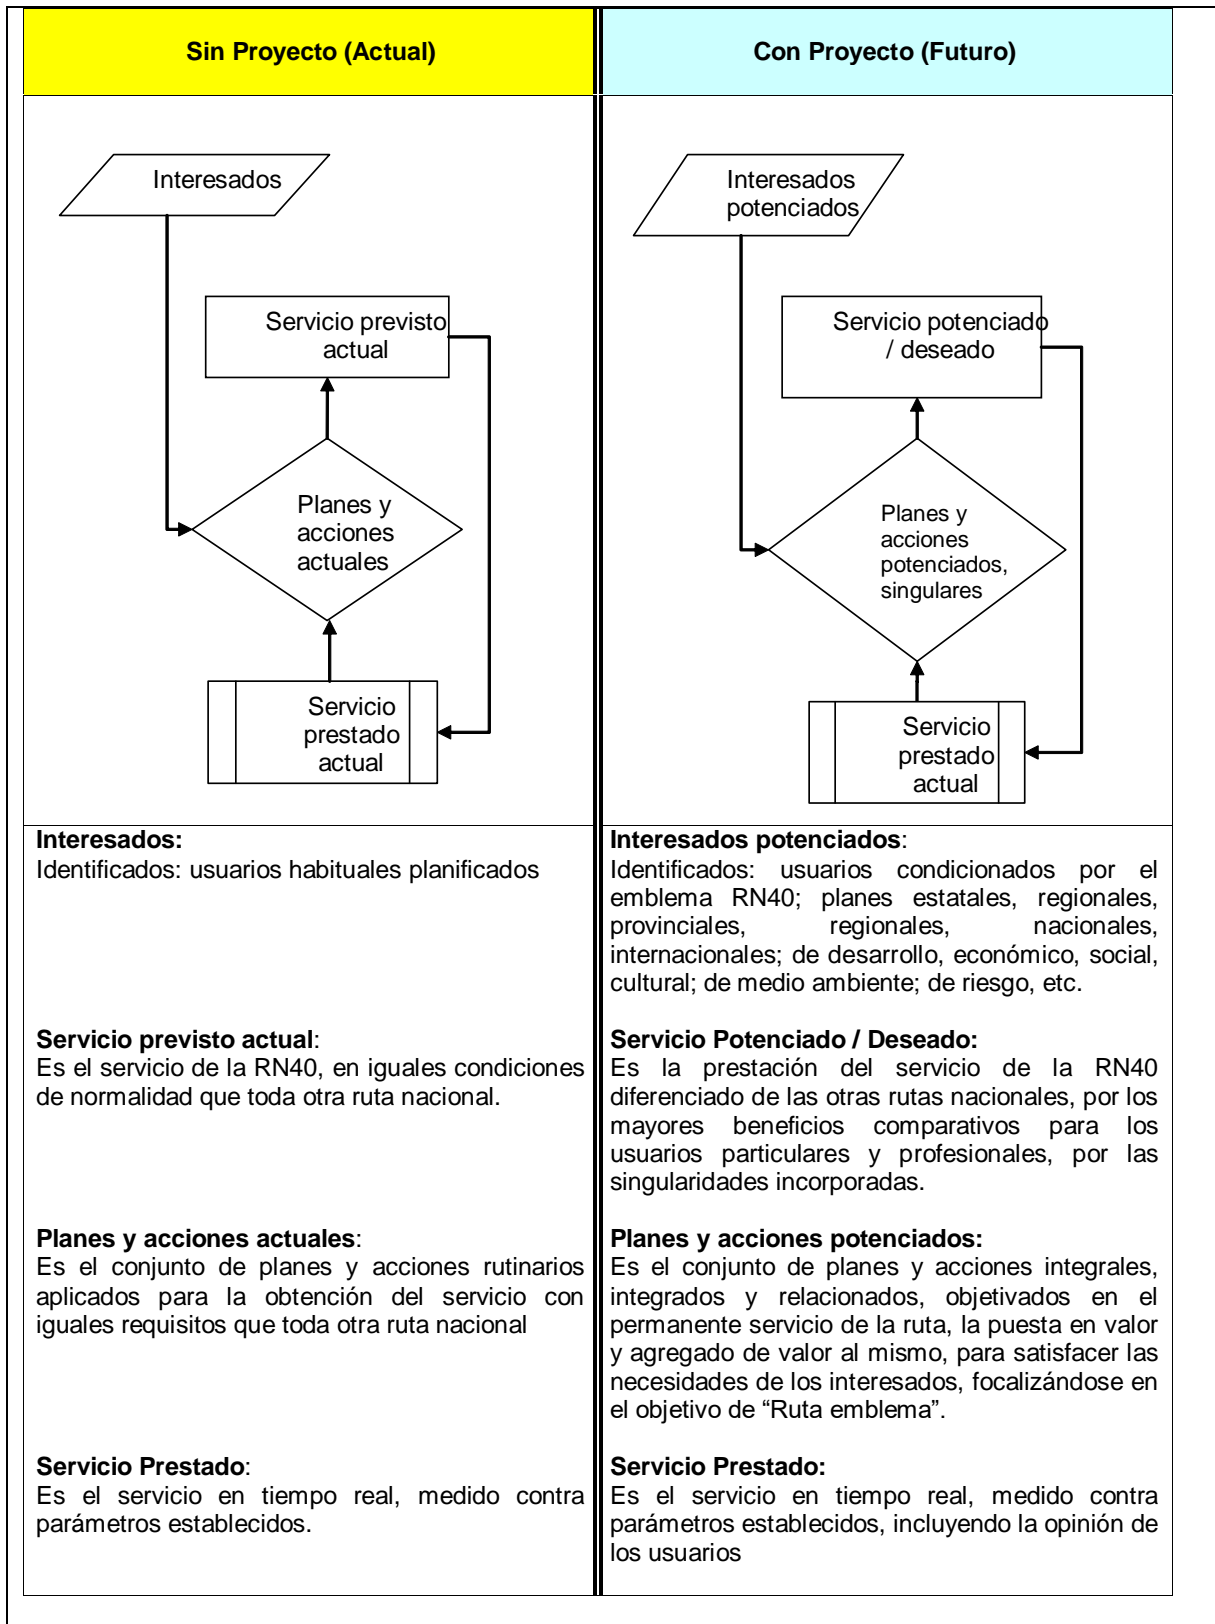 Sin Proyecto (Actual)
Con Proyecto (Futuro)
Interesados
Servicio previsto
actual
Planes y
acciones
actuales
Servicio
prestado
actual
Interesados
potenciados
Servicio potenciado
/ deseado
Planes y
acciones
potenciados,
singulares
Servicio
prestado
actual
Interesados:
Identificados: usuarios habituales planificados
Servicio previsto actual:
Es el servicio de la RN40, en iguales condiciones
de normalidad que toda otra ruta nacional.
Planes y acciones actuales:
Es el conjunto de planes y acciones rutinarios
aplicados para la obtención del servicio con
iguales requisitos que toda otra ruta nacional
Servicio Prestado:
Es el servicio en tiempo real, medido contra
parámetros establecidos.
Interesados potenciados:
Identificados: usuarios condicionados por el
emblema RN40; planes estatales, regionales,
provinciales, regionales, nacionales,
internacionales; de desarrollo, económico, social,
cultural; de medio ambiente; de riesgo, etc.
Servicio Potenciado / Deseado:
Es la prestación del servicio de la RN40
diferenciado de las otras rutas nacionales, por los
mayores beneficios comparativos para los
usuarios particulares y profesionales, por las
singularidades incorporadas.
Planes y acciones potenciados:
Es el conjunto de planes y acciones integrales,
integrados y relacionados, objetivados en el
permanente servicio de la ruta, la puesta en valor
y agregado de valor al mismo, para satisfacer las
necesidades de los interesados, focalizándose en
el objetivo de “Ruta emblema”.
Servicio Prestado:
Es el servicio en tiempo real, medido contra
parámetros establecidos, incluyendo la opinión de
los usuarios